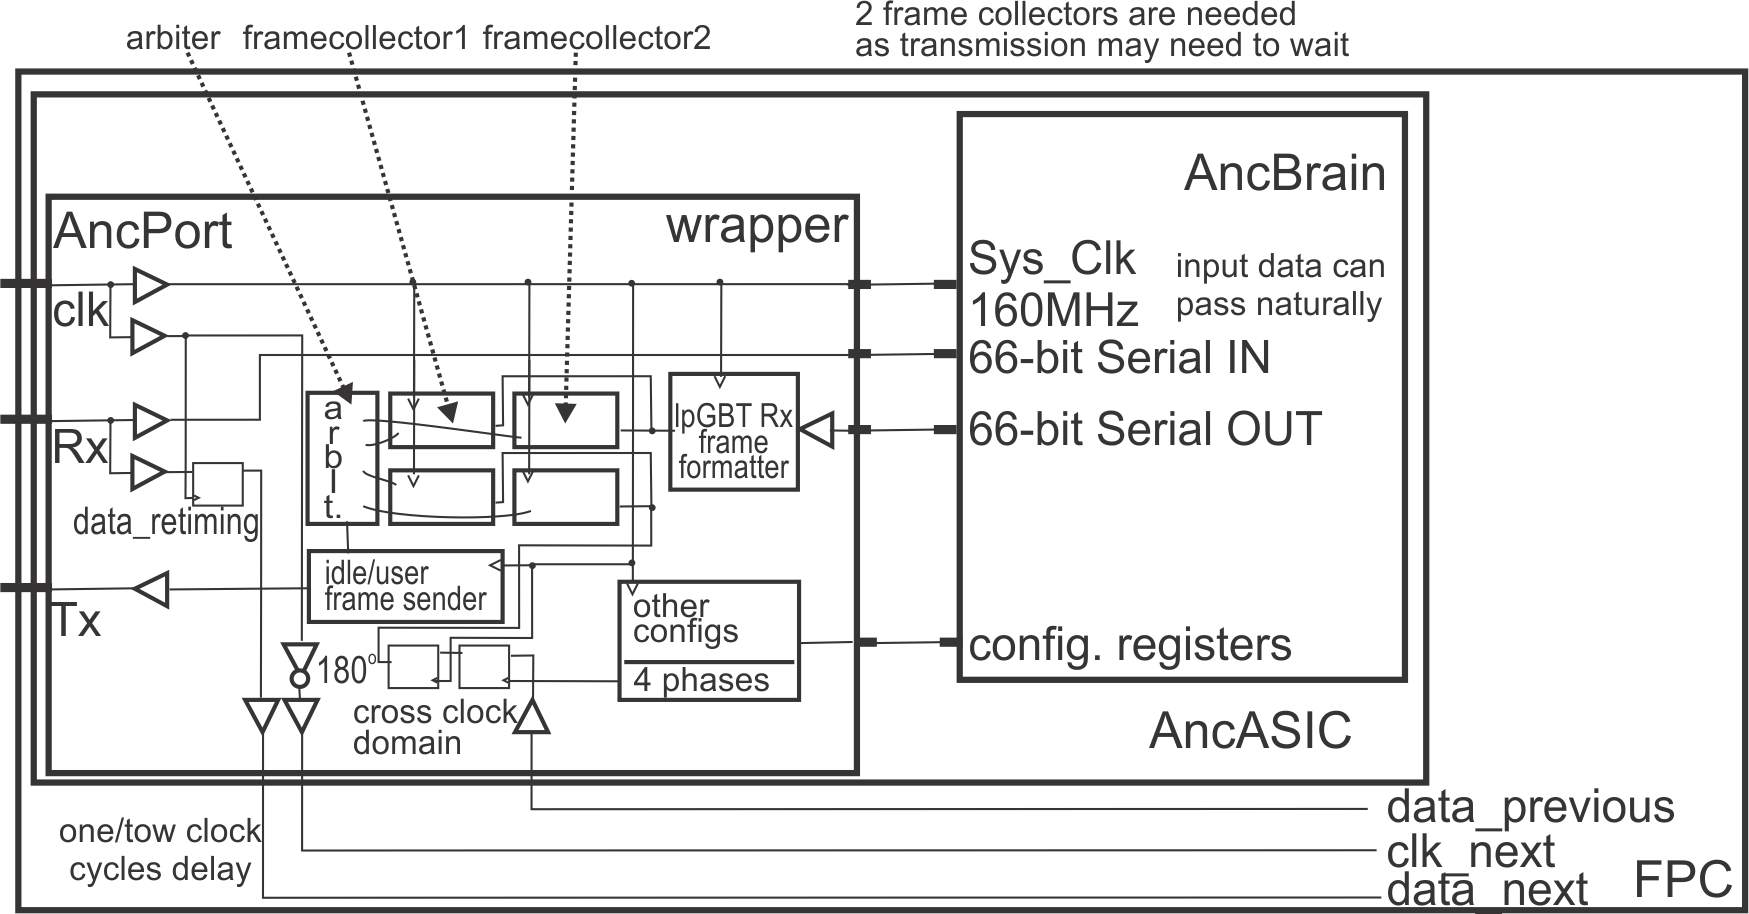 2 frame collectors are needed
as transmission may need to wait
arbiter framecollector1 framecollector2
AncBrain
AncPort
wrapper
Sys_Clk
160MHz
input data can
pass naturally
clk
66-bit Serial IN
66-bit Serial OUT
Rx
a
r
b
I
t.
lpGBT Rx
frame
formatter
data_retiming
idle/user
frame sender
Tx
other
configs
4 phases
config. registers
180°
cross clock
domain
AncASIC
one/tow clock
cycles delay
data_previous
clk_next
data_next
FPC